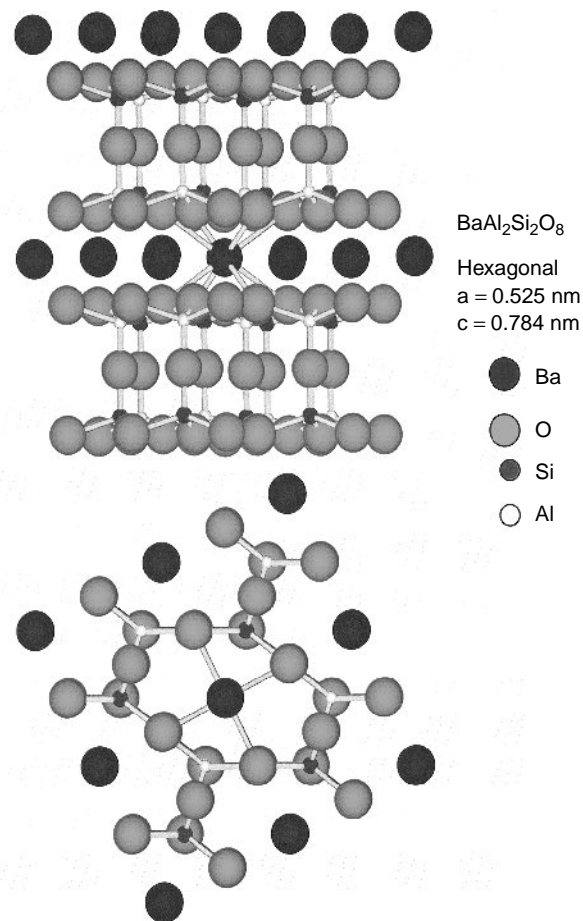 BaAl₂Si₂O₈
Hexagonal
a = 0.525 nm
c = 0.784 nm
Ba
O
Si
Al